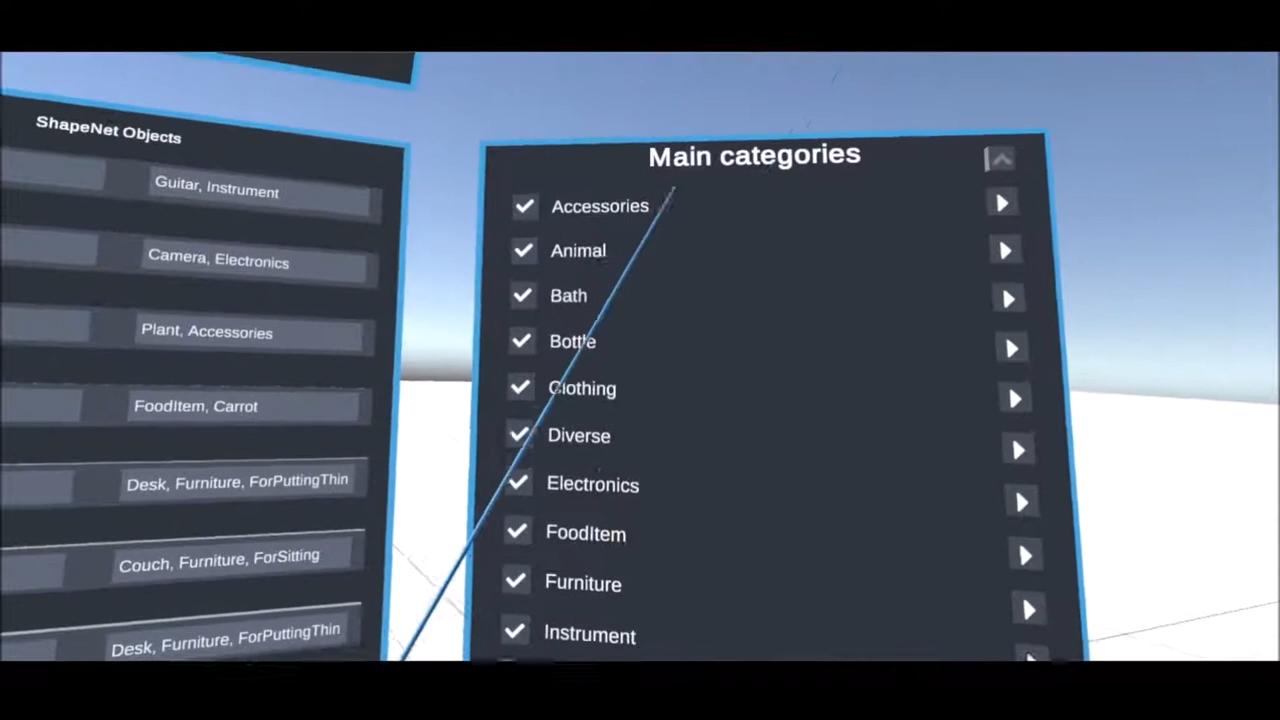 ShapeNet Objects
Guitar, Instrument
Camera, Electronics
Plant, Accessories
FoodItem, Carrot
Desk, Furniture, ForPuttingThin
Couch, Furniture, ForSitting
Desk, Furniture, ForPuttingThin
Main categories
Accessories
Animal
Bath
Bottle
Clothing
Diverse
Electronics
FoodItem
Furniture
Instrument